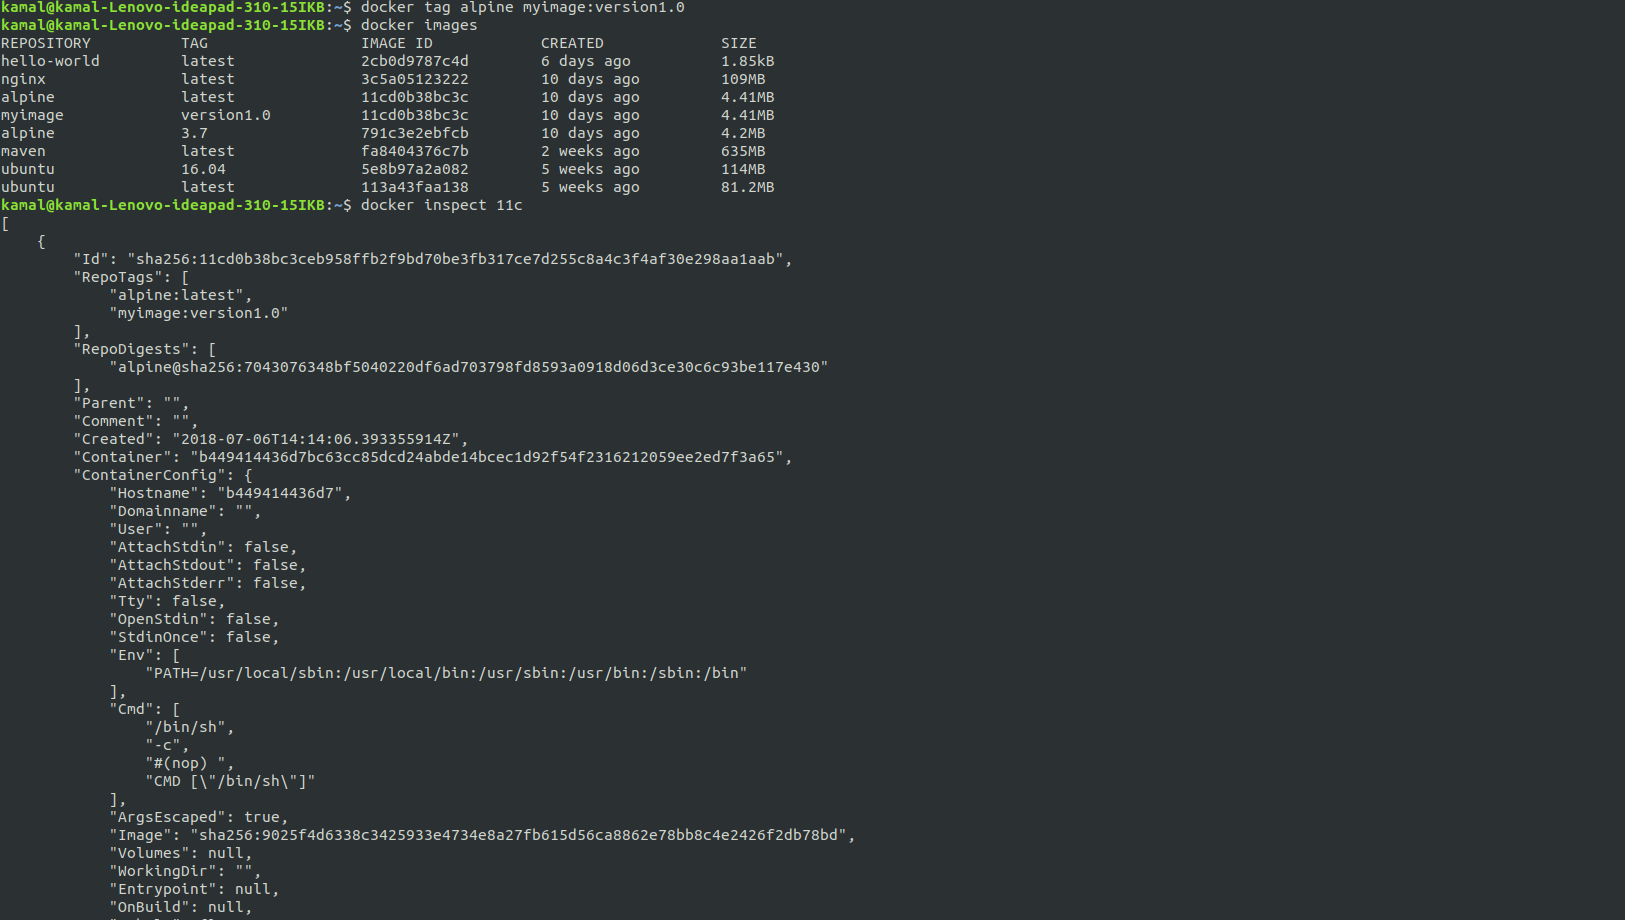 kamal@kamal-Lenovo-ideapad-310-15IKB:~$ docker tag alpine myimage:version1.0
kamal@kamal-Lenovo-ideapad-310-15IKB:~$ docker images
REPOSITORY          TAG                 IMAGE ID            CREATED             SIZE
hello-world         latest              2cb0d9787c4d        6 days ago          1.85kB
nginx               latest              3c5a05123222        10 days ago         109MB
alpine              latest              11cd0b38bc3c        10 days ago         4.41MB
myimage             version1.0          11cd0b38bc3c        10 days ago         4.41MB
alpine              3.7                 791c3e2ebfcb        10 days ago         4.2MB
maven               latest              fa8404376c7b        2 weeks ago         635MB
ubuntu              16.04               5e8b97a2a082        5 weeks ago         114MB
ubuntu              latest              113a43faa138        5 weeks ago         81.2MB
kamal@kamal-Lenovo-ideapad-310-15IKB:~$ docker inspect 11c
[
    {
        "Id": "sha256:11cd0b38bc3ceb958ffb2f9bd70be3fb317ce7d255c8a4c3f4af30e298aa1aab",
        "RepoTags": [
            "alpine:latest",
            "myimage:version1.0"
        ],
        "RepoDigests": [
            "alpine@sha256:7043076348bf5040220df6ad703798fd8593a0918d06d3ce30c6c93be117e430"
        ],
        "Parent": "",
        "Comment": "",
        "Created": "2018-07-06T14:14:06.393355914Z",
        "Container": "b449414436d7bc63cc85dcd24abde14bcec1d92f54f2316212059ee2ed7f3a65",
        "ContainerConfig": {
            "Hostname": "b449414436d7",
            "Domainname": "",
            "User": "",
            "AttachStdin": false,
            "AttachStdout": false,
            "AttachStderr": false,
            "Tty": false,
            "OpenStdin": false,
            "StdinOnce": false,
            "Env": [
                "PATH=/usr/local/sbin:/usr/local/bin:/usr/sbin:/usr/bin:/sbin:/bin"
            ],
            "Cmd": [
                "/bin/sh",
                "-c",
                "#(nop) ",
                "CMD [\"/bin/sh\"]"
            ],
            "ArgsEscaped": true,
            "Image": "sha256:9025f4d6338c3425933e4734e8a27fb615d56ca8862e78bb8c4e2426f2db78bd",
            "Volumes": null,
            "WorkingDir": "",
            "Entrypoint": null,
            "OnBuild": null,